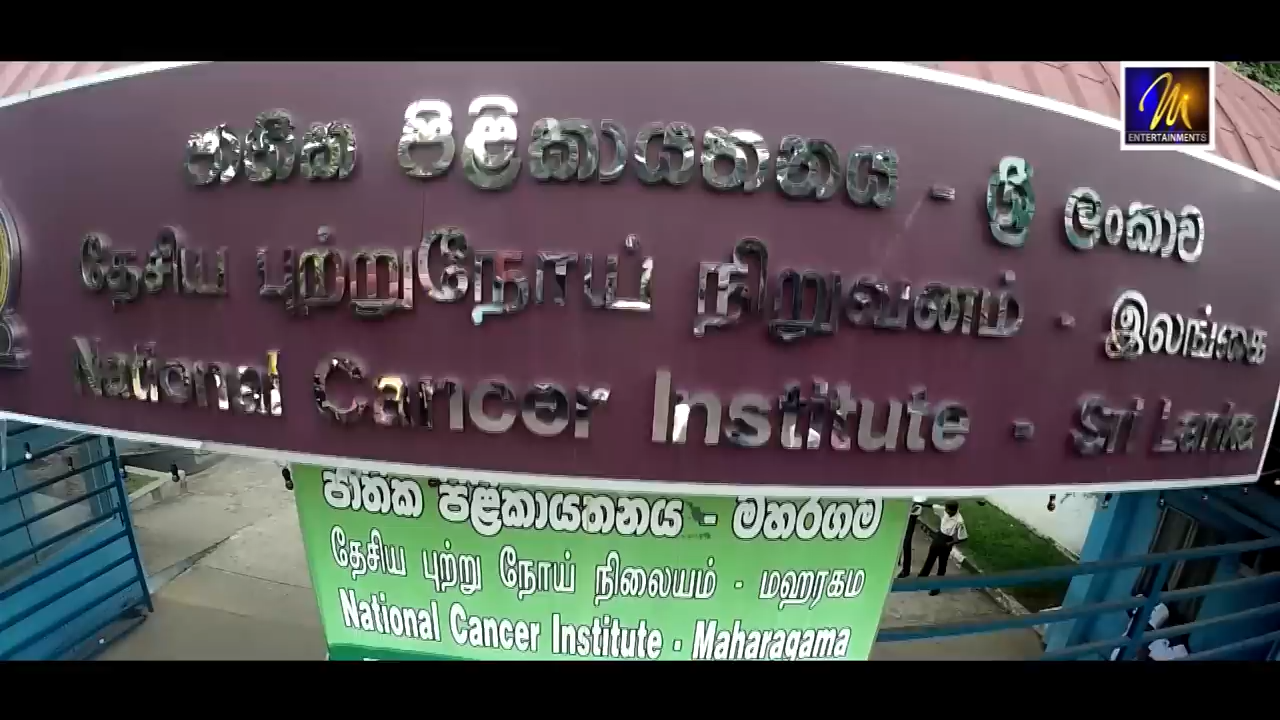 ජාතික පිළිකායතනය - ශ්‍රී ලංකාව
தேசிய புற்றுநோய் நிறுவனம் - இலங்கை
National Cancer Institute - Sri Lanka
ජාතික පිළිකායතනය - මහරගම
தேசிய புற்று நோய் நிலையம் - மஹரகம
National Cancer Institute - Maharagama
M
ENTERTAINMENTS